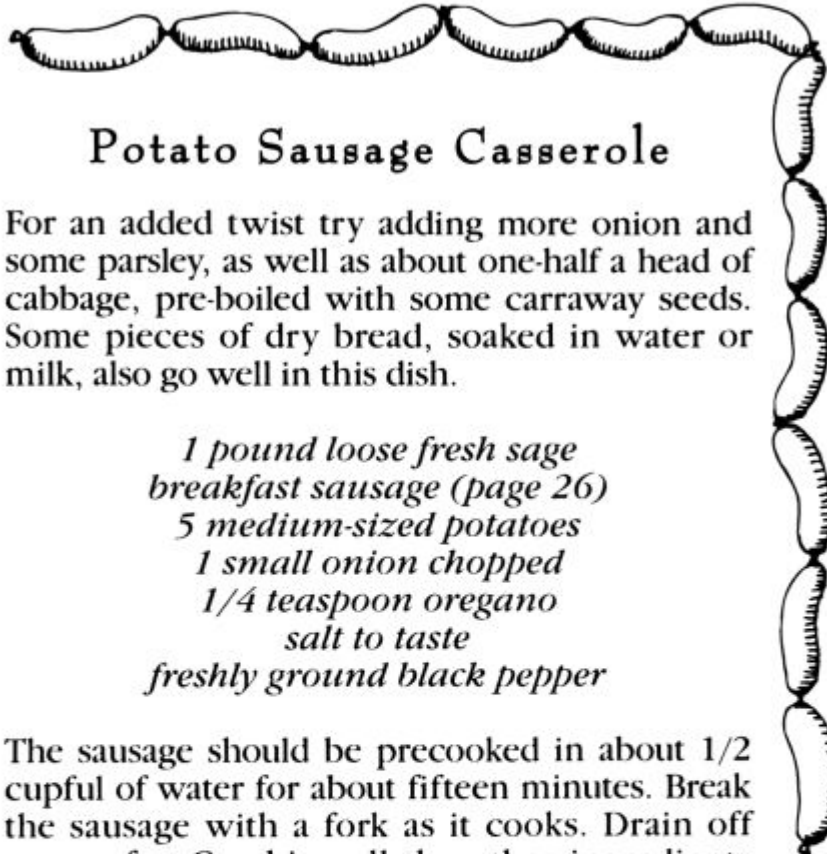 Potato Sausage Casserole
For an added twist try adding more onion and
some parsley, as well as about one-half a head of
cabbage, pre-boiled with some carraway seeds.
Some pieces of dry bread, soaked in water or
milk, also go well in this dish.
1 pound loose fresh sage
breakfast sausage (page 26)
5 medium-sized potatoes
1 small onion chopped
1/4 teaspoon oregano
salt to taste
freshly ground black pepper
The sausage should be precooked in about 1/2
cupful of water for about fifteen minutes. Break
the sausage with a fork as it cooks. Drain off